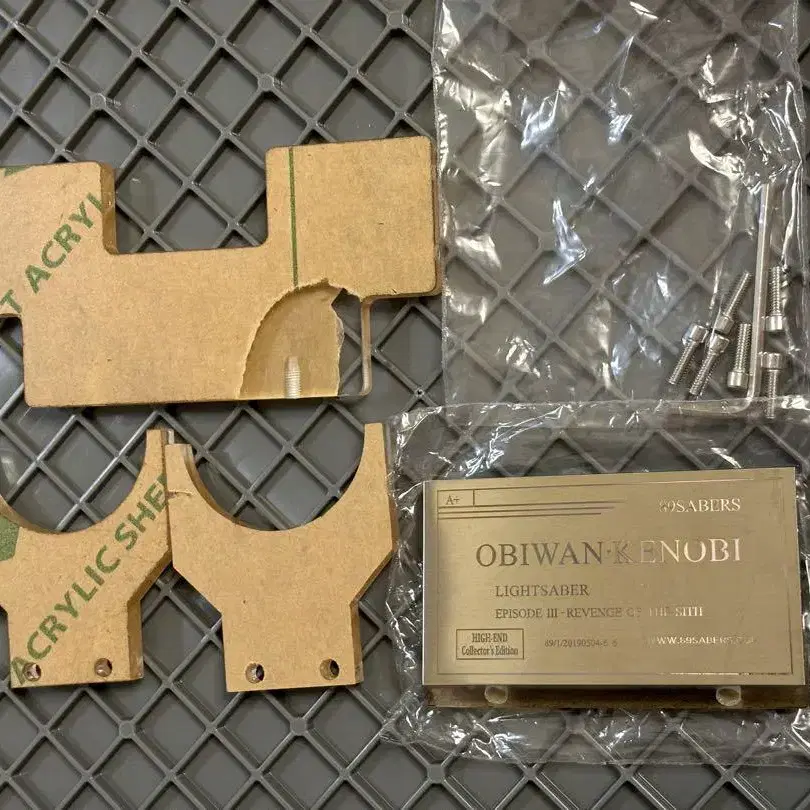 T ACRYL
ACRYLIC SHE
A+
89SABERS
OBIWAN·KENOBI
LIGHTSABER
EPISODE III - REVENGE OF THE SITH
HIGH-END
Collector's Edition
WWW.89SABERS.COM